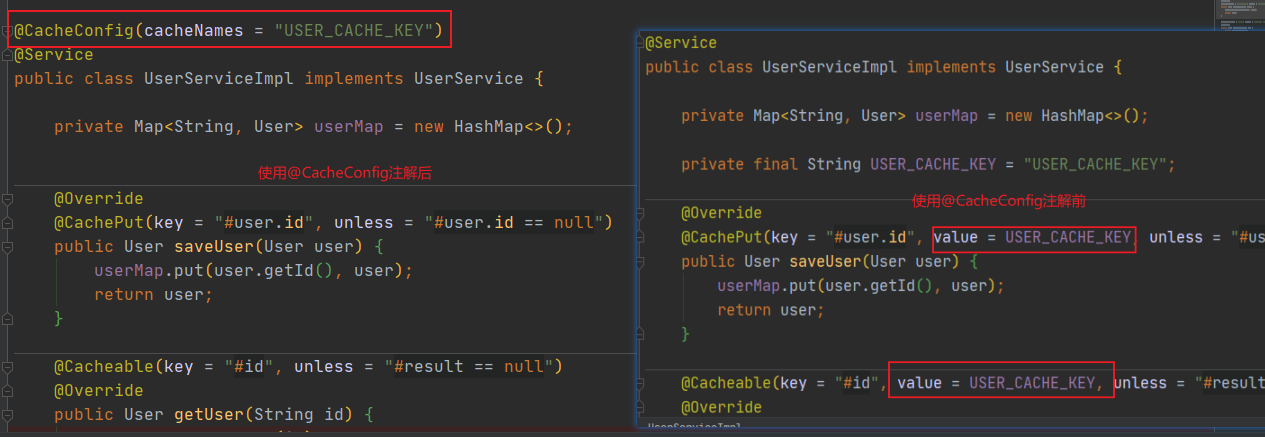 @CacheConfig(cacheNames = "USER_CACHE_KEY")
@Service
public class UserServiceImpl implements UserService {
private Map<String, User> userMap = new HashMap<>();
使用@CacheConfig注解后
@Override
@CachePut(key = "#user.id", unless = "#user.id == null")
public User saveUser(User user) {
userMap.put(user.getId(), user);
return user;
}
@Cacheable(key = "#id", unless = "#result == null")
@Override
public User getUser(String id) {
@Service
public class UserServiceImpl implements UserService {
private Map<String, User> userMap = new HashMap<>();
private final String USER_CACHE_KEY = "USER_CACHE_KEY";
使用@CacheConfig注解前
@Override
@CachePut(key = "#user.id", value = USER_CACHE_KEY, unless = "#us
public User saveUser(User user) {
userMap.put(user.getId(), user);
return user;
}
@Cacheable(key = "#id", value = USER_CACHE_KEY, unless = "#result
@Override
UserServiceImpl